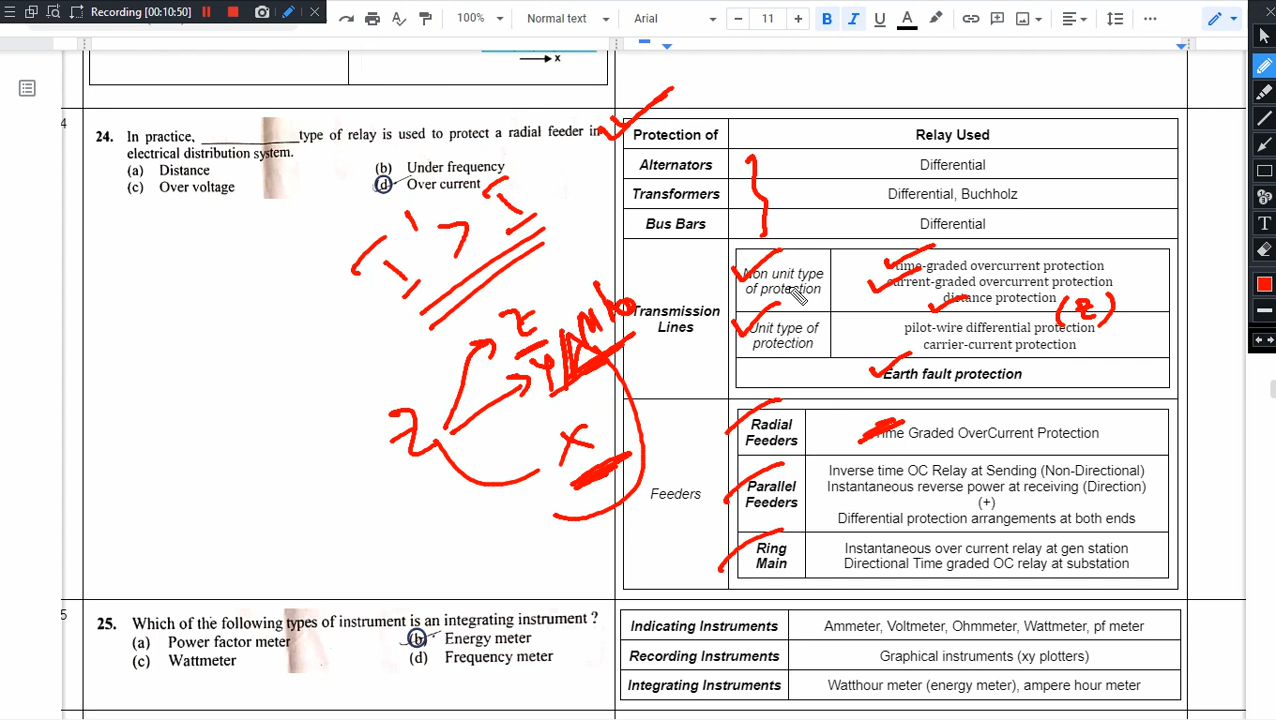 Recording [00:10:50]
100%
Normal text
Arial
11
B
I
U
A
x
4
24. In practice, ____________type of relay is used to protect a radial feeder in
electrical distribution system.
(a) Distance
(b) Under frequency
(c) Over voltage
(d) Over current
I' > I
Z
X
Protection of
Relay Used
Alternators
Differential
Transformers
Differential, Buchholz
Bus Bars
Differential
Transmission
Lines
Non unit type
of protection
time-graded overcurrent protection
current-graded overcurrent protection
distance protection
(Z)
Unit type of
protection
pilot-wire differential protection
carrier-current protection
Earth fault protection
Feeders
Radial
Feeders
Time Graded OverCurrent Protection
Parallel
Feeders
Inverse time OC Relay at Sending (Non-Directional)
Instantaneous reverse power at receiving (Direction)
(+)
Differential protection arrangements at both ends
Ring
Main
Instantaneous over current relay at gen station
Directional Time graded OC relay at substation
5
25. Which of the following types of instrument is an integrating instrument ?
(a) Power factor meter
(b) Energy meter
(c) Wattmeter
(d) Frequency meter
Indicating Instruments
Ammeter, Voltmeter, Ohmmeter, Wattmeter, pf meter
Recording Instruments
Graphical instruments (xy plotters)
Integrating Instruments
Watthour meter (energy meter), ampere hour meter